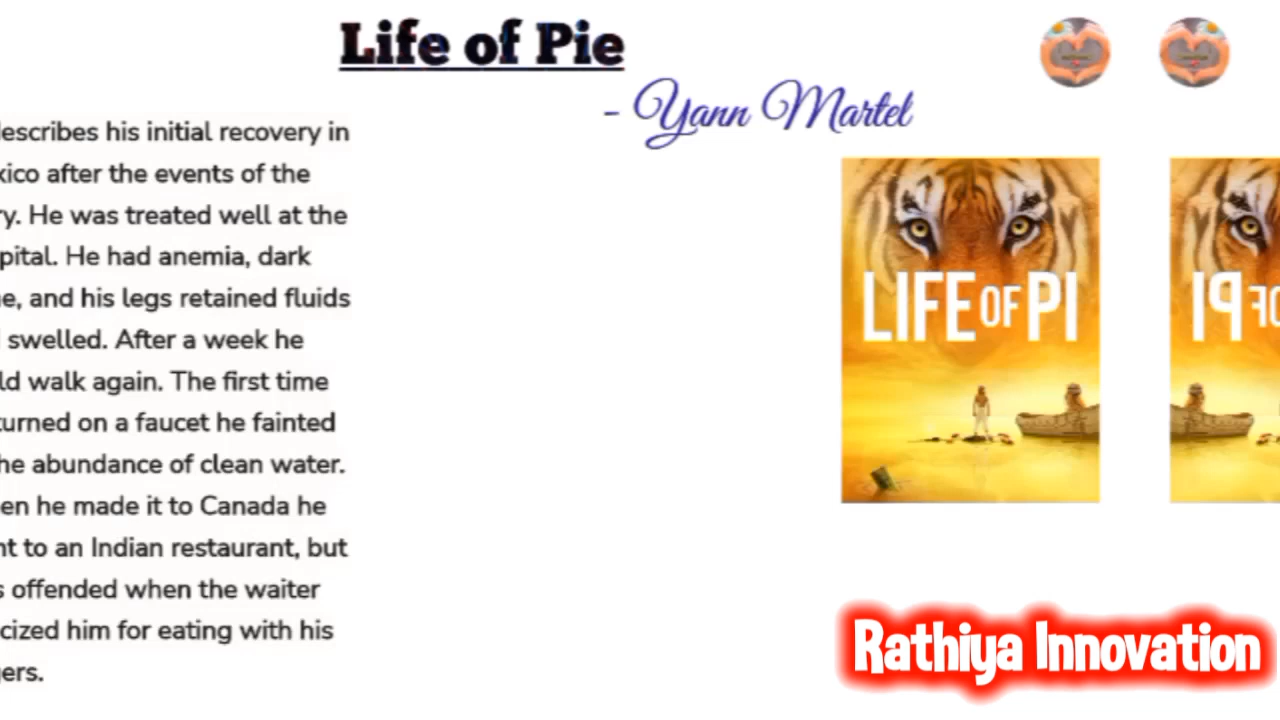 Life of Pie
- Yann Martel
escribes his initial recovery in
xico after the events of the
ry. He was treated well at the
pital. He had anemia, dark
e, and his legs retained fluids
swelled. After a week he
ld walk again. The first time
turned on a faucet he fainted
he abundance of clean water.
en he made it to Canada he
nt to an Indian restaurant, but
s offended when the waiter
cized him for eating with his
gers.
LIFE OF PI
Rathiya Innovation